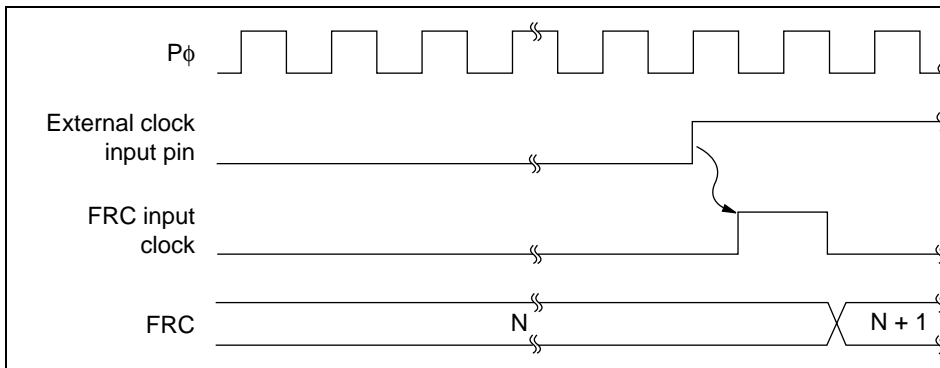 Pϕ
External clock
input pin
FRC input
clock
FRC
N
N + 1